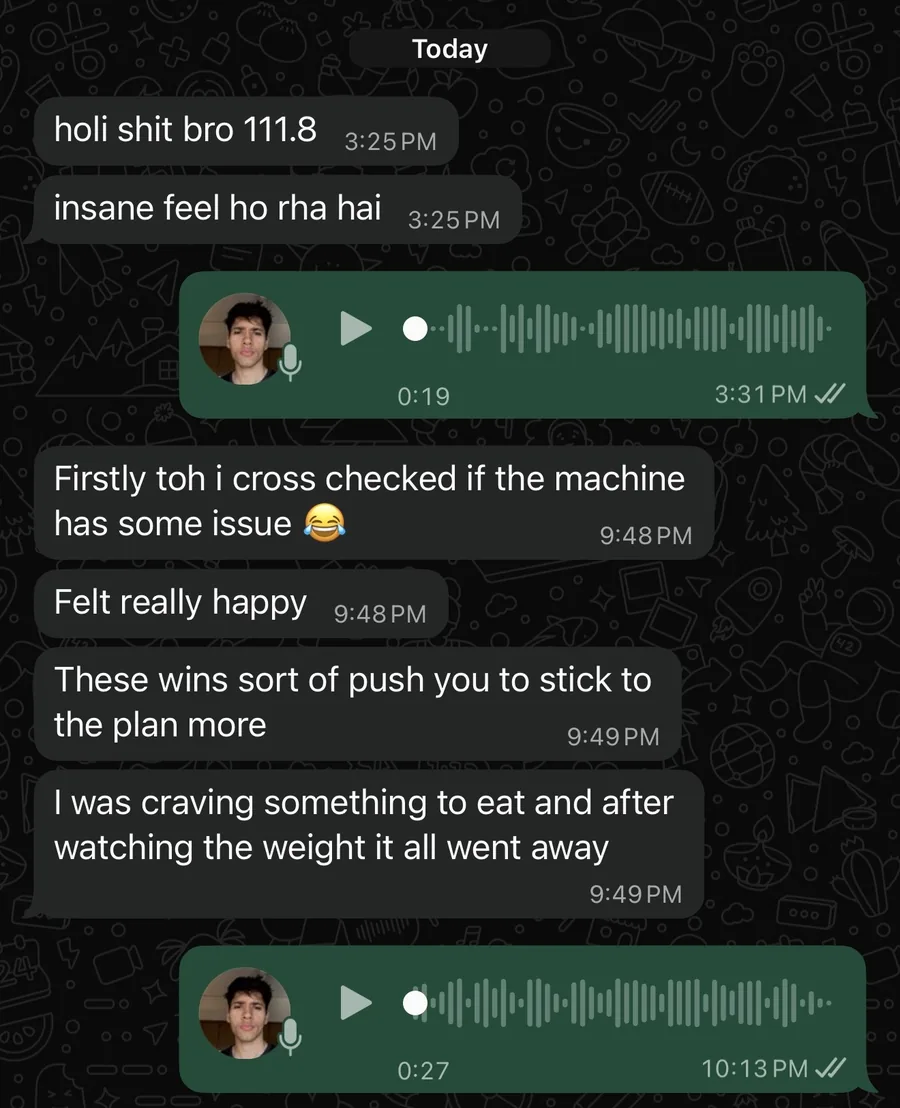 Today
holi shit bro 111.8 3:25 PM
insane feel ho rha hai 3:25 PM
0:19 3:31 PM
Firstly toh i cross checked if the machine
has some issue 😂 9:48 PM
Felt really happy 9:48 PM
These wins sort of push you to stick to
the plan more 9:49 PM
I was craving something to eat and after
watching the weight it all went away
9:49 PM
0:27 10:13 PM